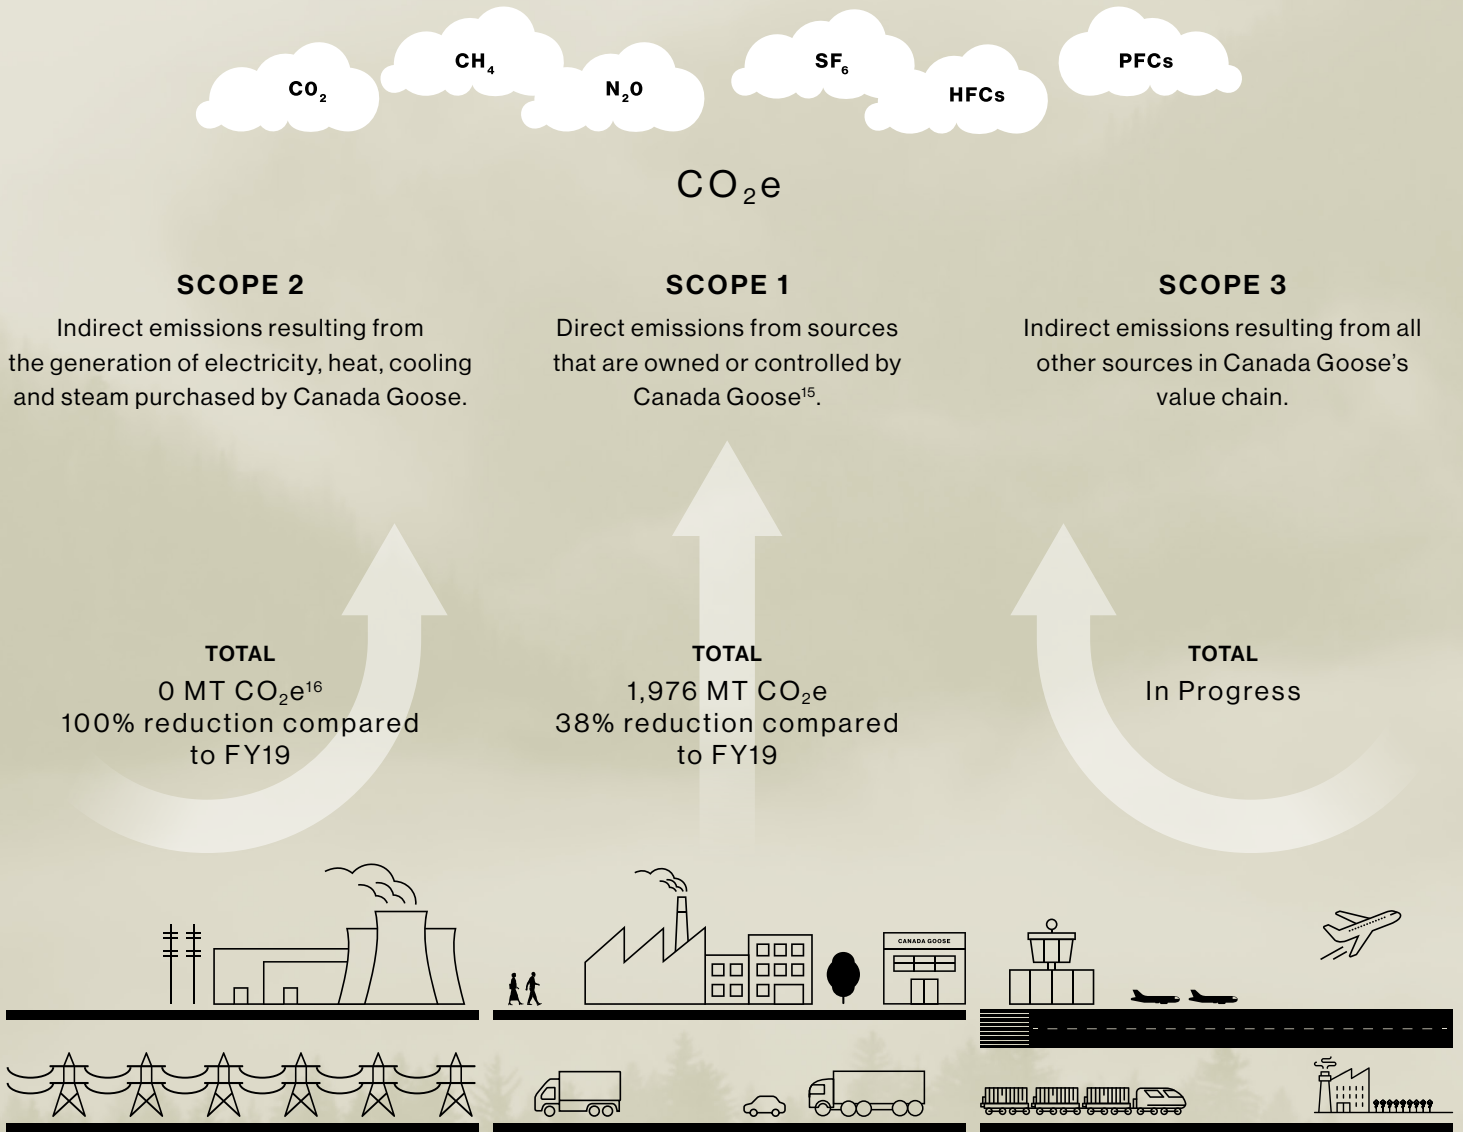 CO₂
CH₄
N₂O
SF₆
HFCs
PFCs
CO₂e
SCOPE 2
Indirect emissions resulting from
the generation of electricity, heat, cooling
and steam purchased by Canada Goose.
SCOPE 1
Direct emissions from sources
that are owned or controlled by
Canada Goose¹⁵.
SCOPE 3
Indirect emissions resulting from all
other sources in Canada Goose’s
value chain.
TOTAL
0 MT CO₂e¹⁶
100% reduction compared
to FY19
TOTAL
1,976 MT CO₂e
38% reduction compared
to FY19
TOTAL
In Progress
CANADA GOOSE